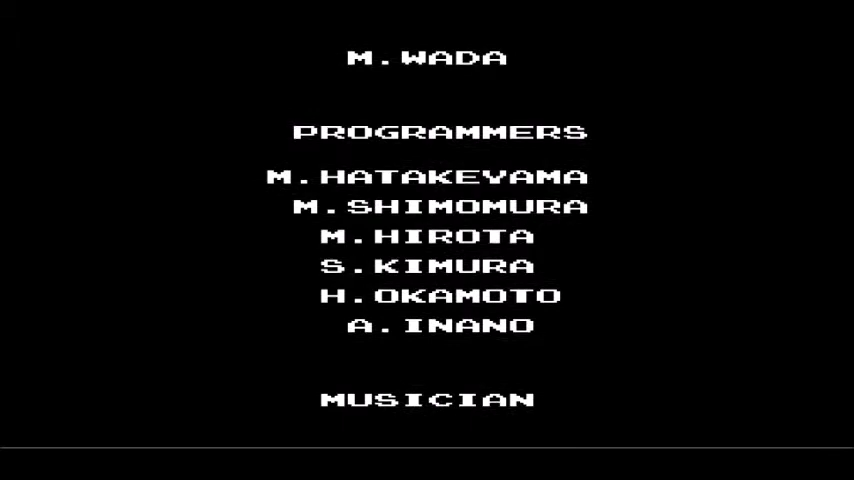 M.WADA
PROGRAMMERS
M.HATAKEYAMA
M.SHIMOMURA
M.HIROTA
S.KIMURA
H.OKAMOTO
A.INANO
MUSICIAN